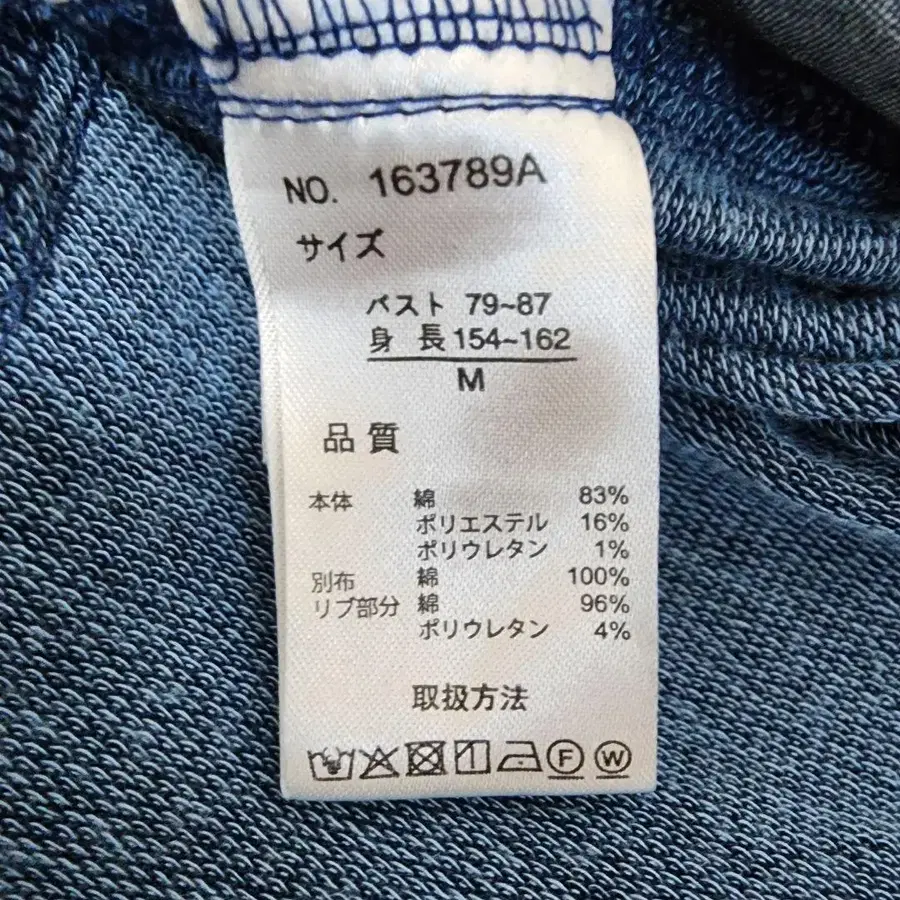 NO. 163789A
サイズ
バスト 79~87
身長 154~162
M
品質
本体 綿 83%
ポリエステル 16%
ポリウレタン 1%
別布 綿 100%
リブ部分 綿 96%
ポリウレタン 4%
取扱方法
F W